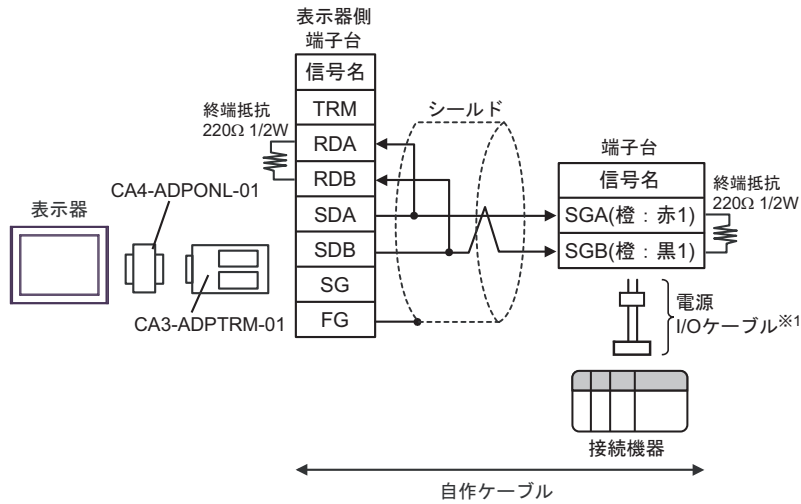 表示器側
端子台
信号名
TRM
RDA
RDB
SDA
SDB
SG
FG
終端抵抗
220Ω 1/2W
シールド
端子台
信号名
SGA(橙：赤1)
SGB(橙：黒1)
終端抵抗
220Ω 1/2W
表示器
CA4-ADPONL-01
CA3-ADPTRM-01
電源
I/Oケーブル※1
接続機器
自作ケーブル